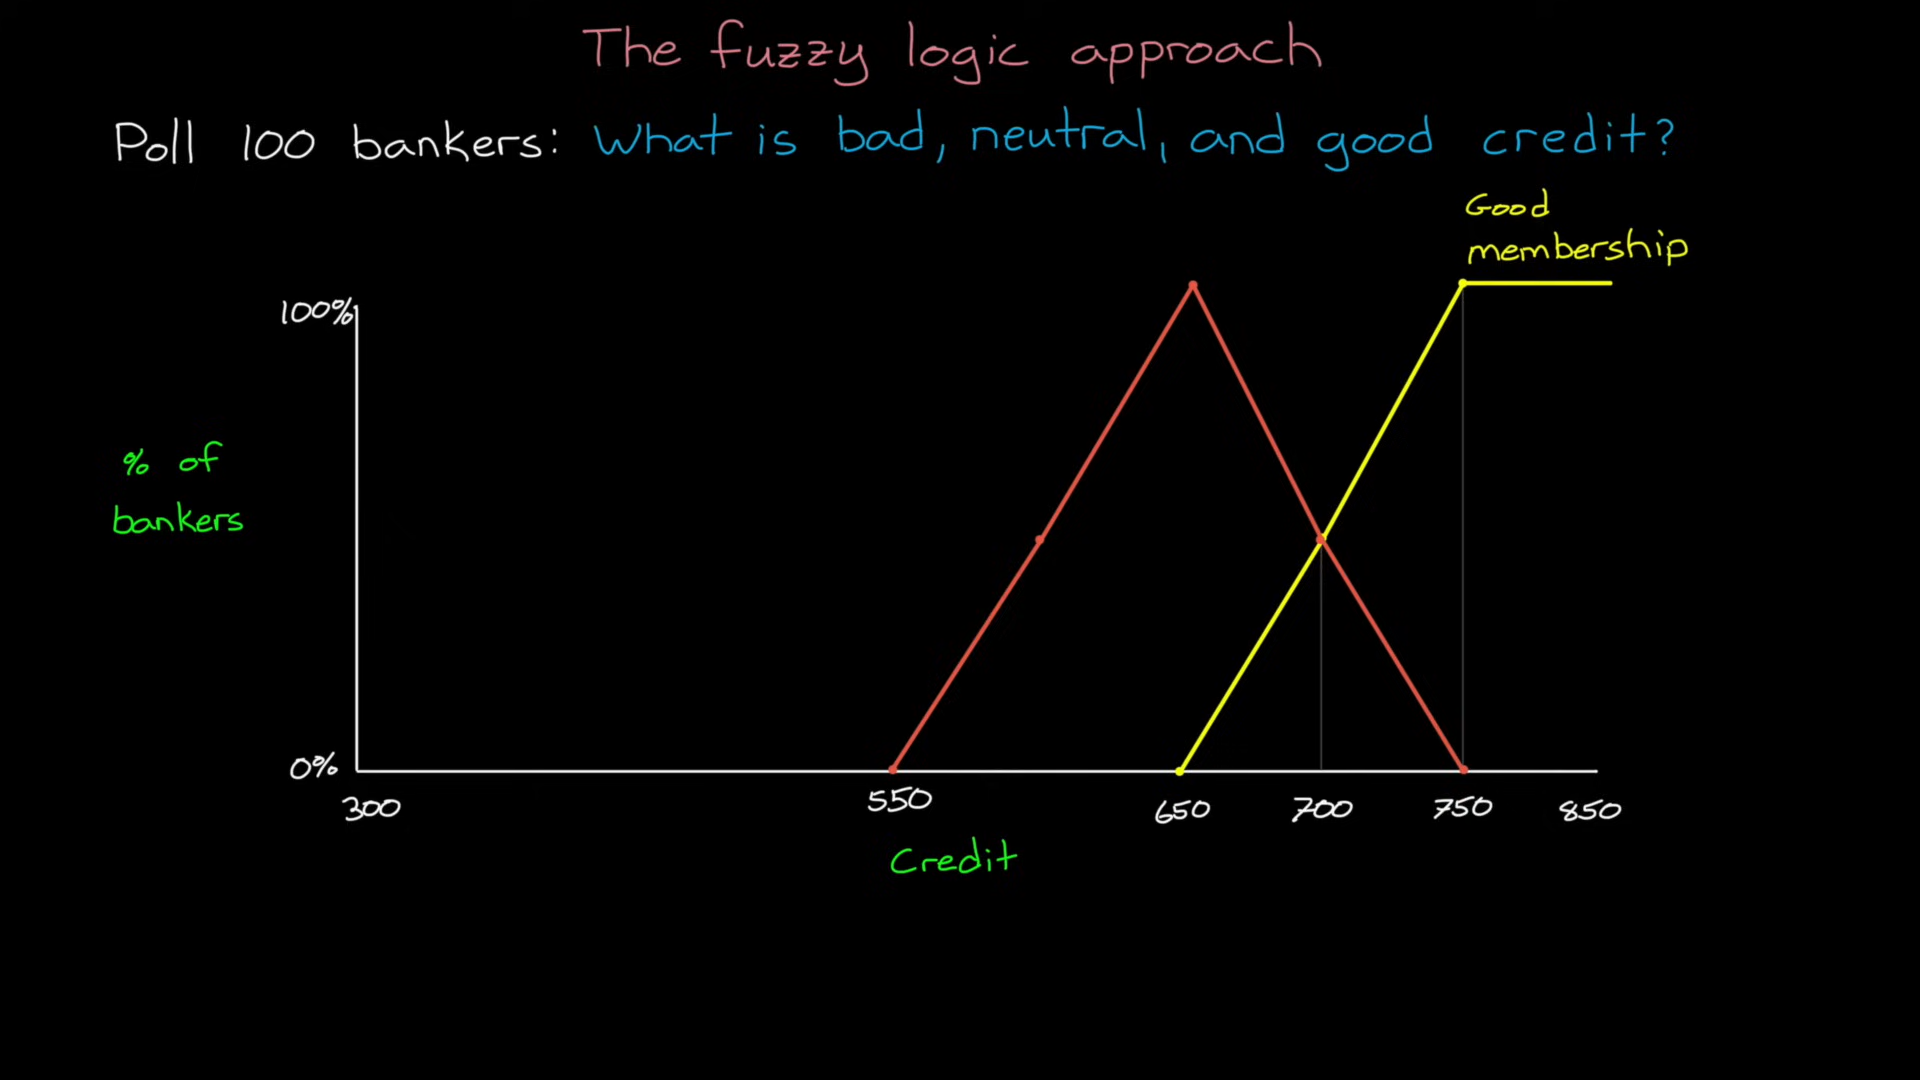 The fuzzy logic approach
Poll 100 bankers: What is bad, neutral, and good credit?
Good
membership
100%
% of
bankers
0%
300 550 650 700 750 850
Credit